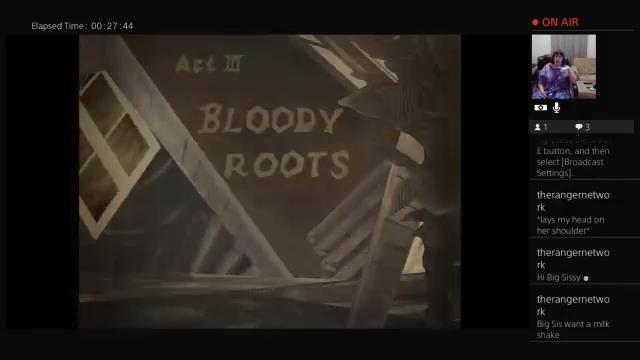 Elapsed Time: 00:27:44
ON AIR
Act III
BLOODY
ROOTS
1
3
E button, and then
select [Broadcast
Settings].
therangernetwo
rk
*lays my head on
her shoulder*
therangernetwo
rk
Hi Big Sissy
therangernetwo
rk
Big Sis want a milk
shake